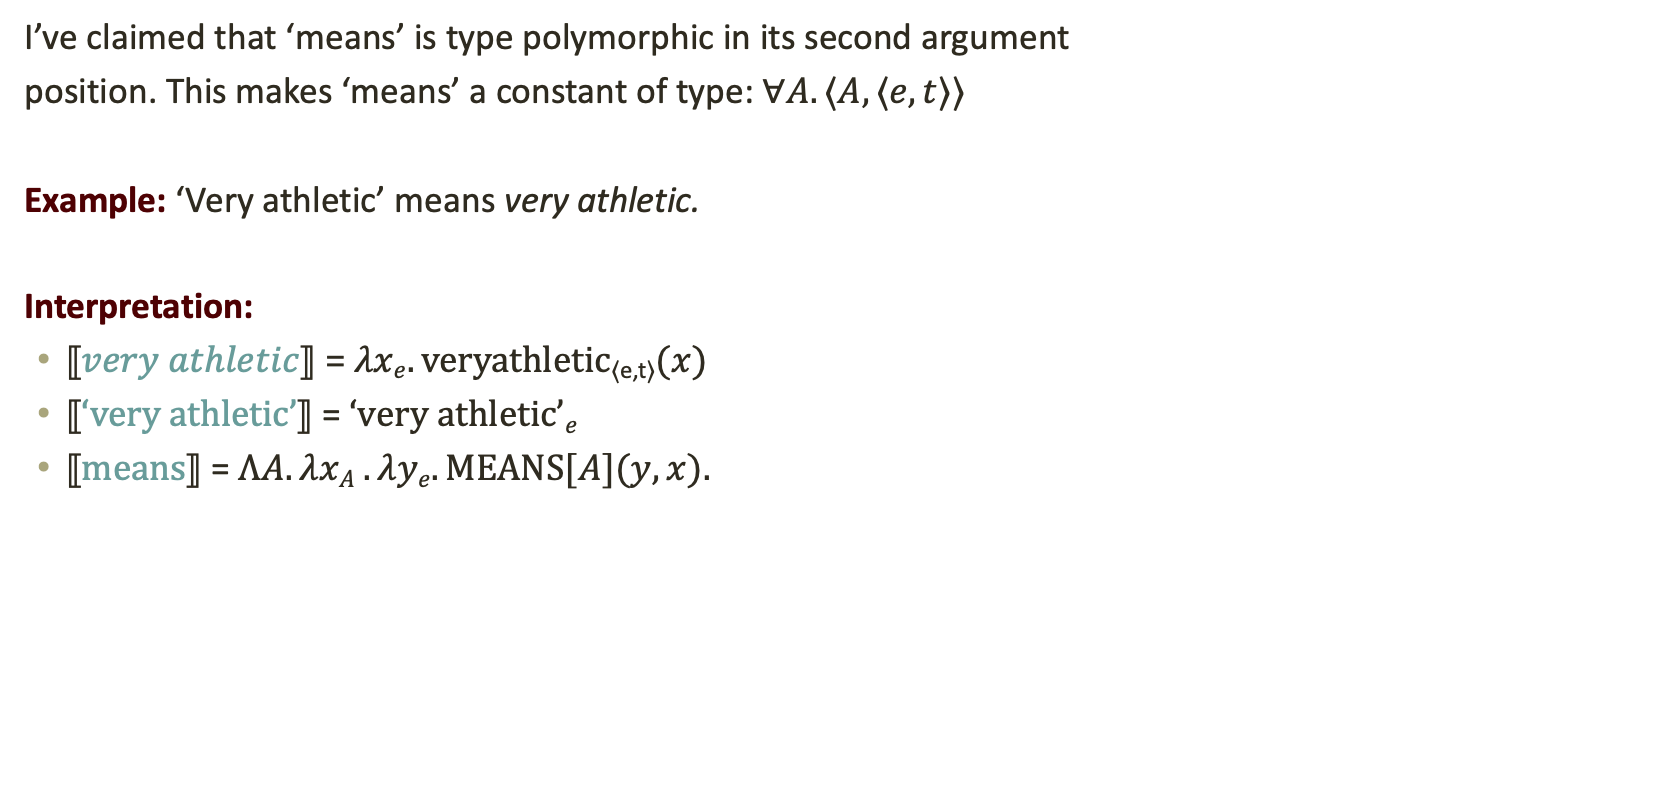 I’ve claimed that ‘means’ is type polymorphic in its second argument
position. This makes ‘means’ a constant of type: ∀A. ⟨A, ⟨e, t⟩⟩
Example: ‘Very athletic’ means very athletic.
Interpretation:
• ⟦very athletic⟧ = λxₑ. veryathletic⟨e,t⟩(x)
• ⟦‘very athletic’⟧ = ‘very athletic’ₑ
• ⟦means⟧ = ΛA. λx_A . λyₑ. MEANS[A](y, x).